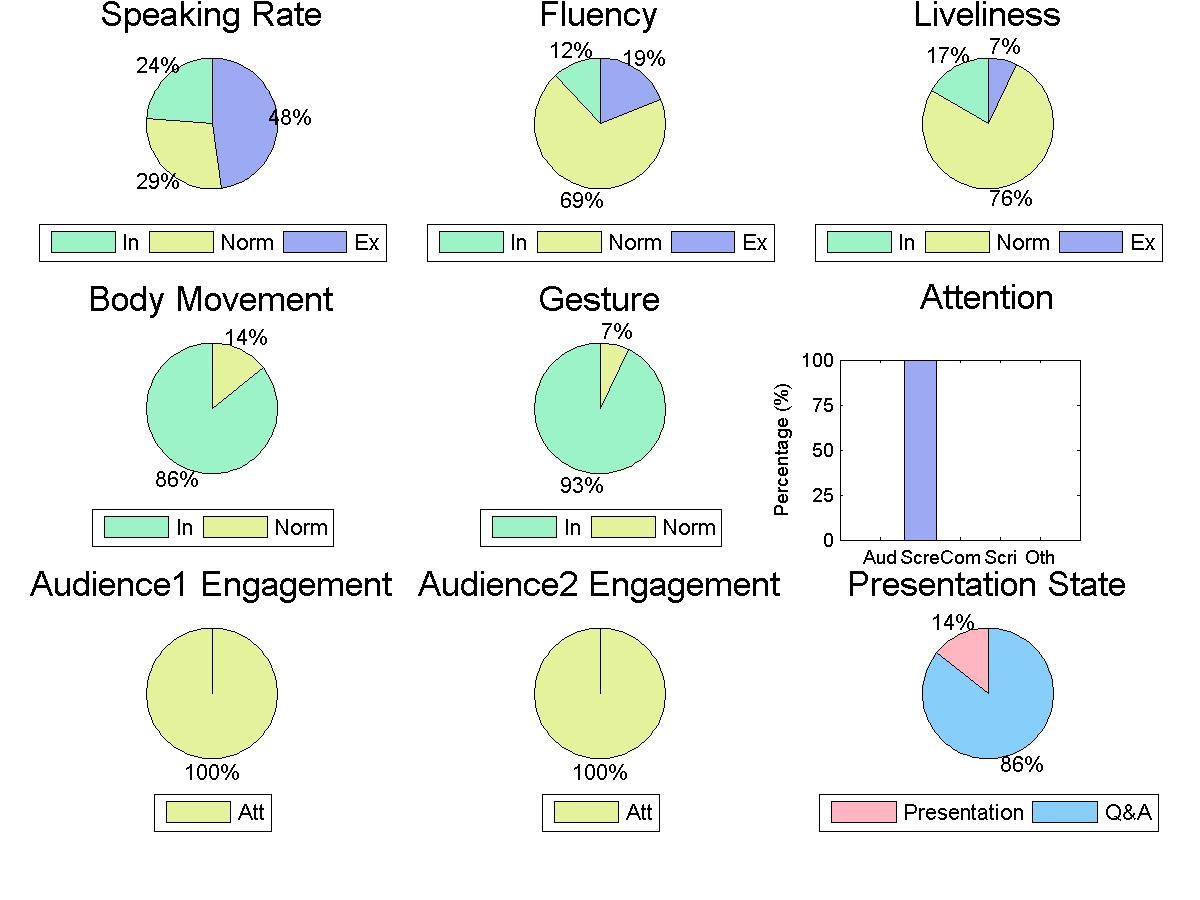 Speaking Rate
24%
48%
29%
In Norm Ex
Fluency
12%
19%
69%
In Norm Ex
Liveliness
17%
7%
76%
In Norm Ex
Body Movement
14%
86%
In Norm
Gesture
7%
93%
In Norm
Attention
Percentage (%)
100
75
50
25
0
Aud Scre Com Scri Oth
Audience1 Engagement
100%
Att
Audience2 Engagement
100%
Att
Presentation State
14%
86%
Presentation Q&A